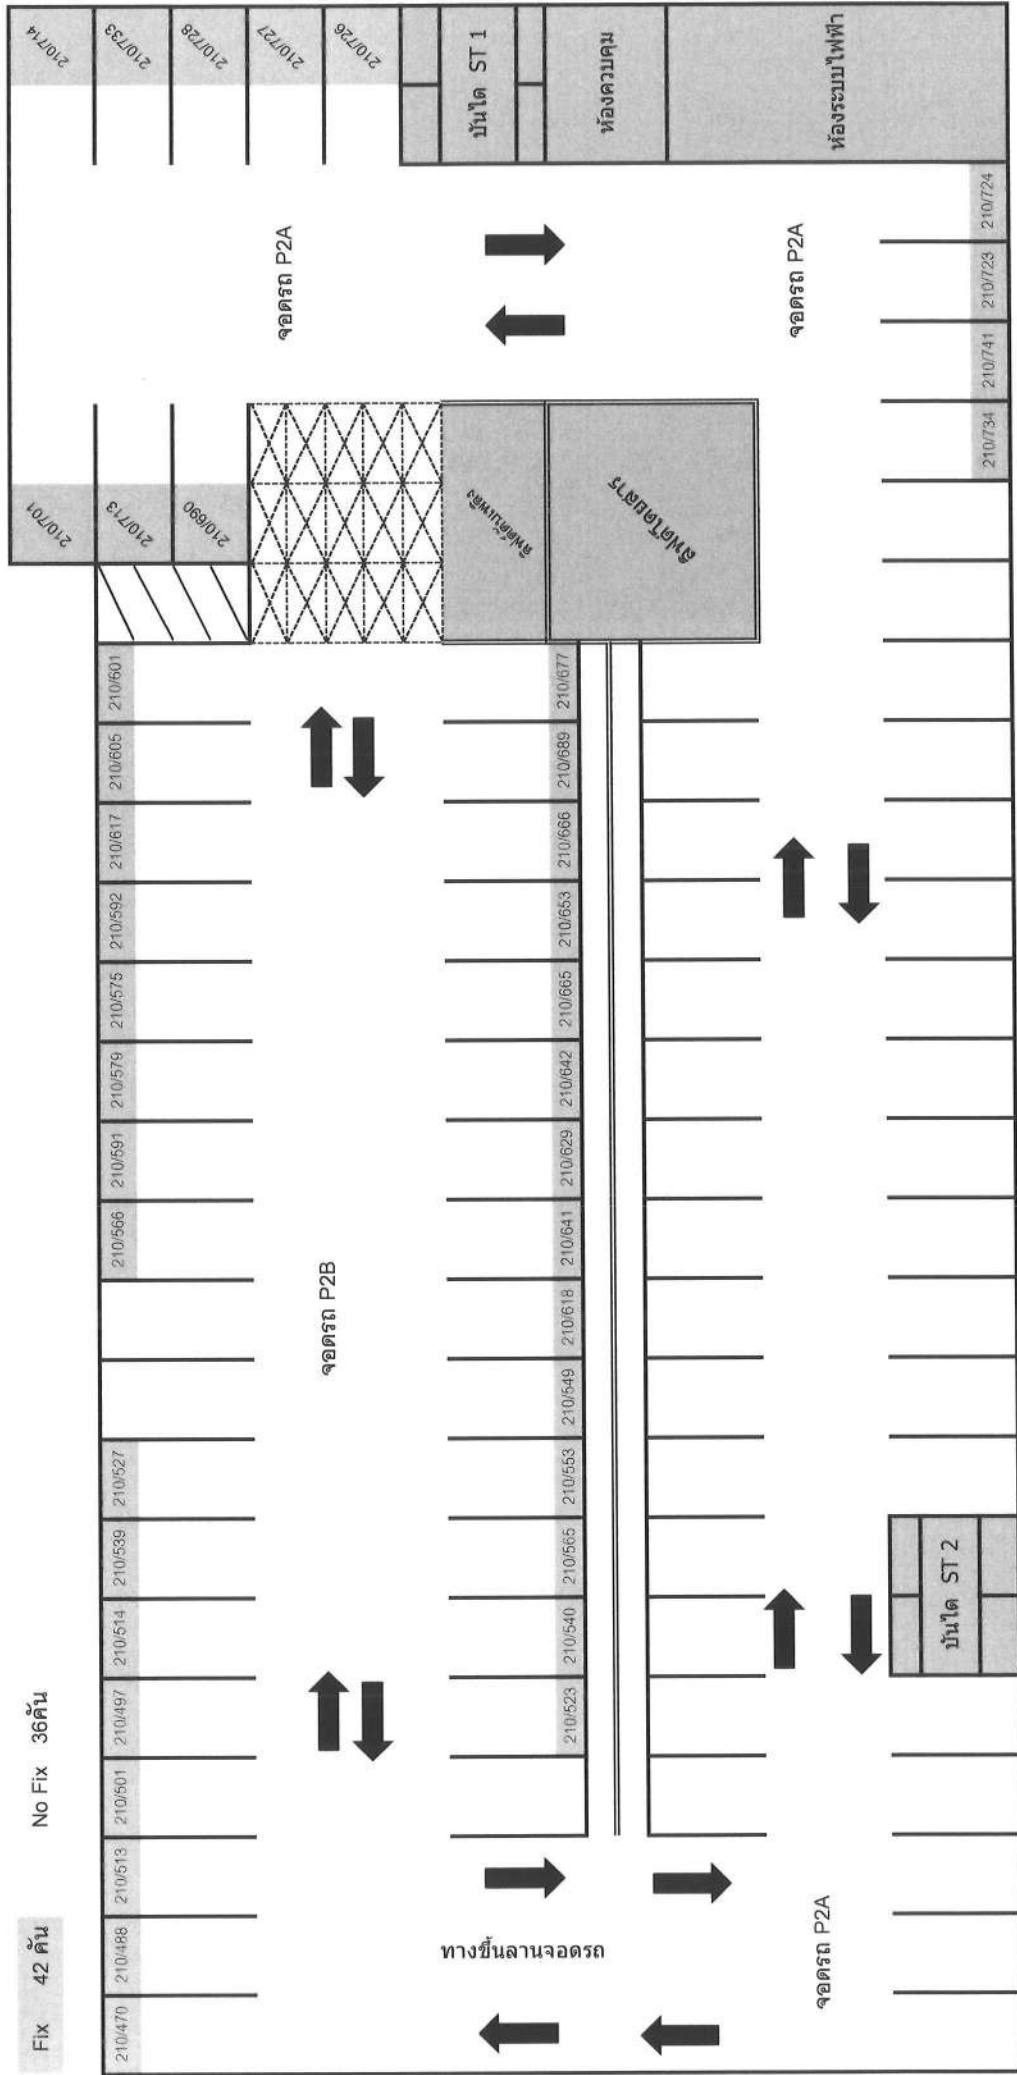 Fix 42 คัน No Fix 36คัน
210/470 210/488 210/513 210/501 210/497 210/514 210/539 210/527 210/566 210/591 210/579 210/575 210/592 210/617 210/605 210/601
210/701
210/713
210/690
210/714
210/733
210/728
210/727
210/726
จอดรถ P2B
จอดรถ P2A
ทางขึ้นลานจอดรถ
ลิฟต์ดับเพลิง
บันได ST 1
210/523 210/540 210/565 210/553 210/549 210/618 210/641 210/629 210/642 210/665 210/653 210/666 210/689 210/677
ลิฟต์โดยสาร
ห้องควบคุม
จอดรถ P2A
จอดรถ P2A
ห้องระบบไฟฟ้า
บันได ST 2
210/734 210/741 210/723 210/724